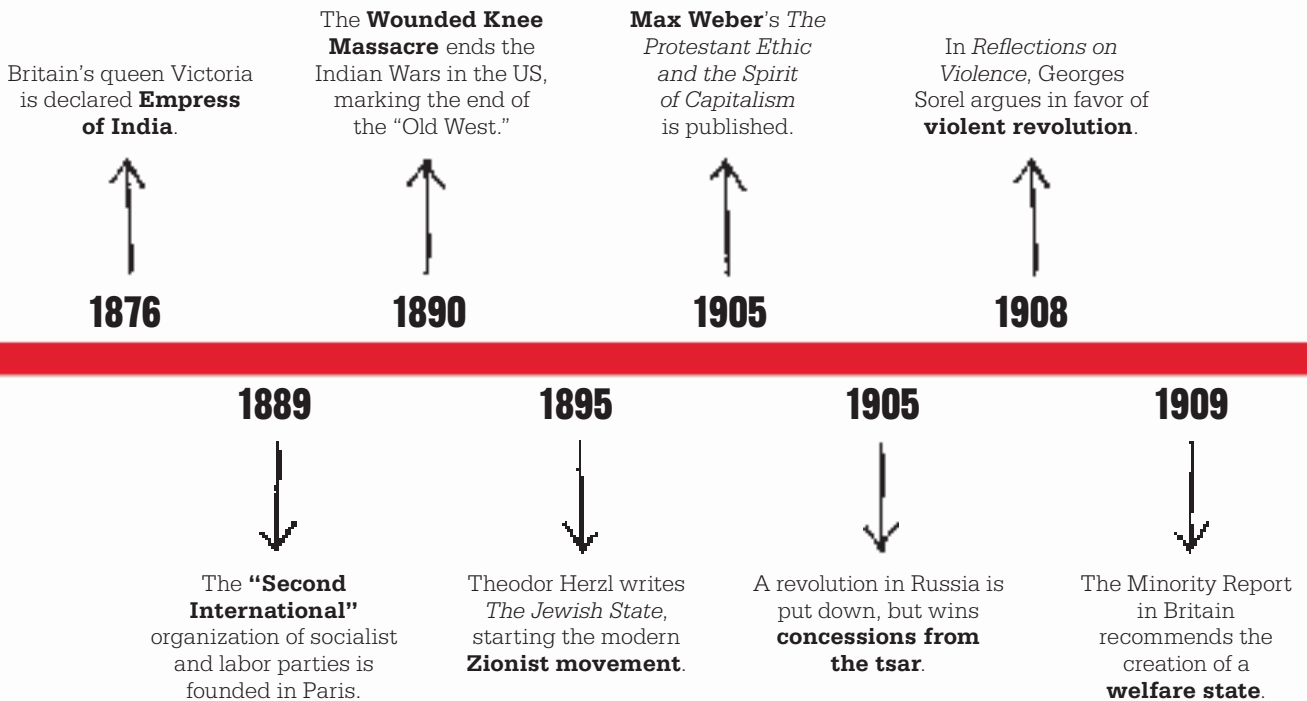 Britain’s queen Victoria
is declared Empress
of India.
1876
The Wounded Knee
Massacre ends the
Indian Wars in the US,
marking the end of
the “Old West.”
1890
Max Weber’s The
Protestant Ethic
and the Spirit
of Capitalism
is published.
1905
In Reflections on
Violence, Georges
Sorel argues in favor of
violent revolution.
1908
1889
The “Second
International”
organization of socialist
and labor parties is
founded in Paris.
1895
Theodor Herzl writes
The Jewish State,
starting the modern
Zionist movement.
1905
A revolution in Russia is
put down, but wins
concessions from
the tsar.
1909
The Minority Report
in Britain
recommends the
creation of a
welfare state.